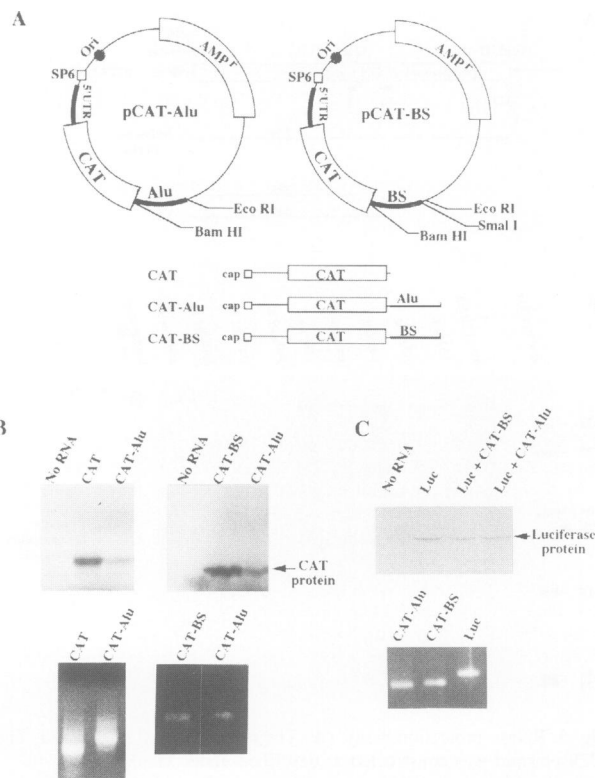 A
Ori
AMPr
SP6
5'UTR
pCAT-Alu
CAT
Alu
Eco RI
Bam HI
Ori
AMPr
SP6
5'UTR
pCAT-BS
CAT
BS
Eco RI
Smal I
Bam HI
CAT cap CAT
CAT-Alu cap CAT Alu
CAT-BS cap CAT BS
B
No RNA CAT CAT-Alu
No RNA CAT-BS CAT-Alu
CAT protein
CAT CAT-Alu
CAT-BS CAT-Alu
C
No RNA Luc Luc + CAT-BS Luc + CAT-Alu
Luciferase
protein
CAT-Alu CAT-BS Luc